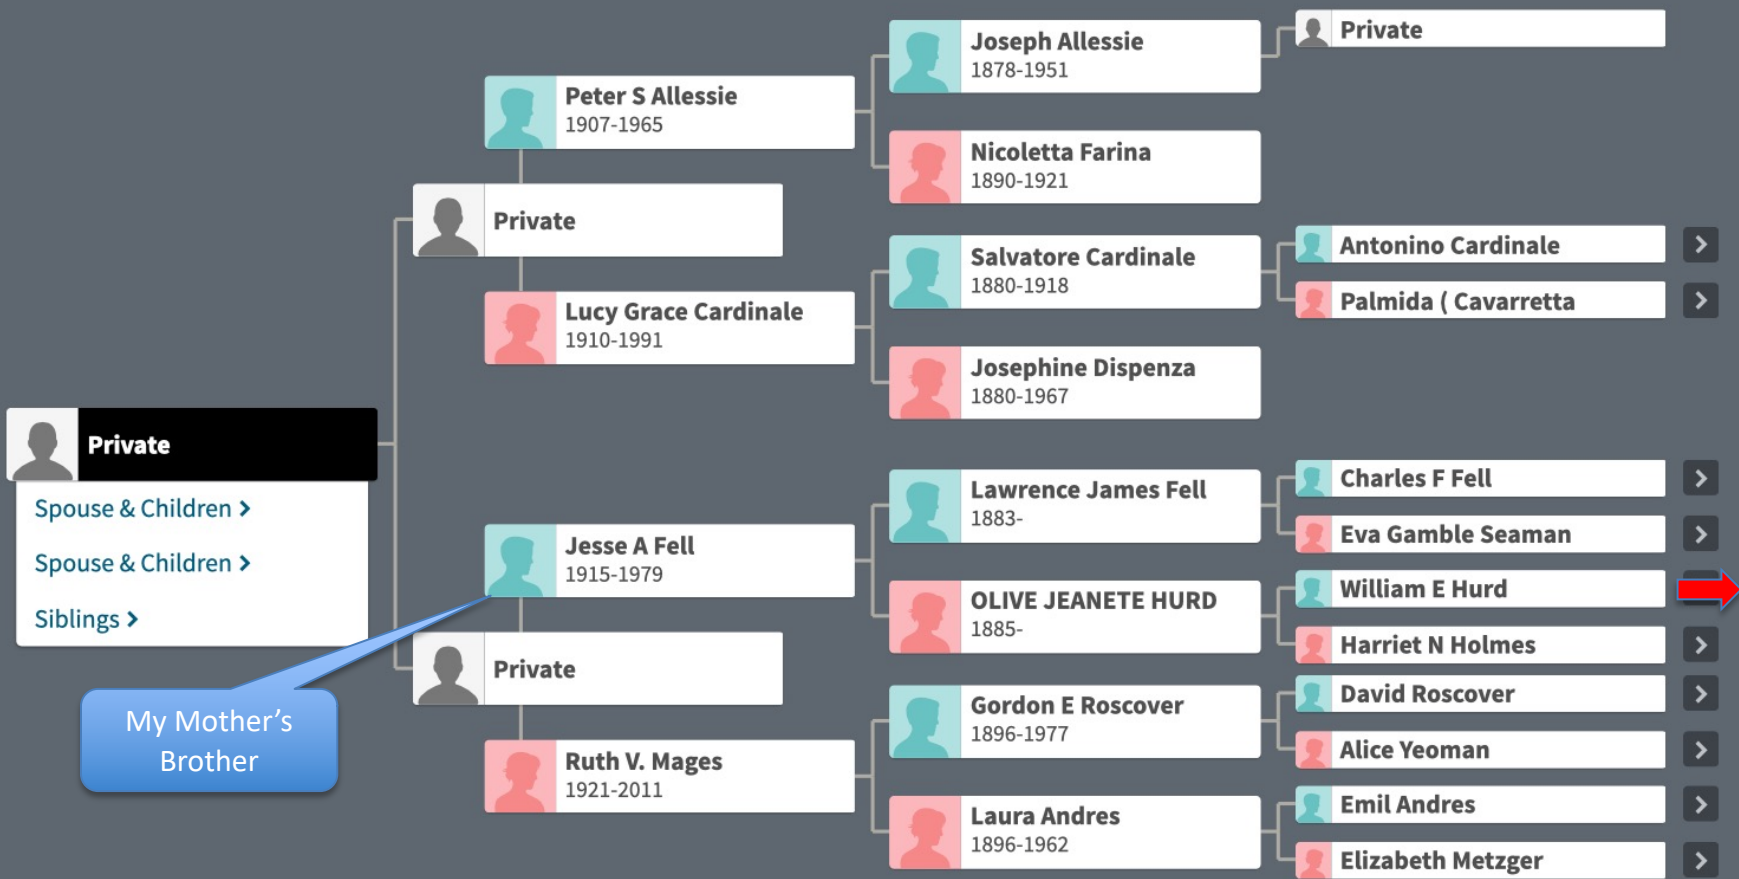 Private
Spouse & Children
Spouse & Children
Siblings
My Mother's
Brother
Private
Peter S Allessie
1907-1965
Lucy Grace Cardinale
1910-1991
Private
Jesse A Fell
1915-1979
Ruth V. Mages
1921-2011
Joseph Allessie
1878-1951
Nicoletta Farina
1890-1921
Salvatore Cardinale
1880-1918
Josephine Dispenza
1880-1967
Lawrence James Fell
1883-
OLIVE JEANETE HURD
1885-
Gordon E Roscover
1896-1977
Laura Andres
1896-1962
Private
Antonino Cardinale
Palmida ( Cavarretta
Charles F Fell
Eva Gamble Seaman
William E Hurd
Harriet N Holmes
David Roscover
Alice Yeoman
Emil Andres
Elizabeth Metzger